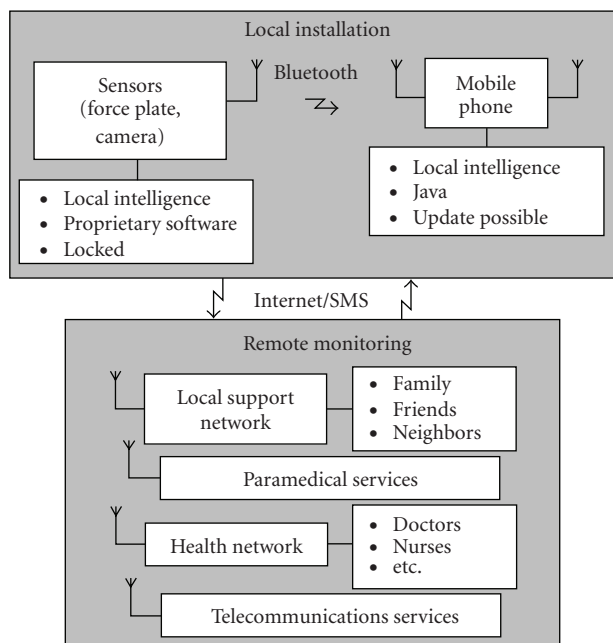 Local installation
Sensors
(force plate,
camera)
Bluetooth
Mobile
phone
• Local intelligence
• Proprietary software
• Locked
• Local intelligence
• Java
• Update possible
Internet/SMS
Remote monitoring
Local support
network
• Family
• Friends
• Neighbors
Paramedical services
Health network
• Doctors
• Nurses
• etc.
Telecommunications services